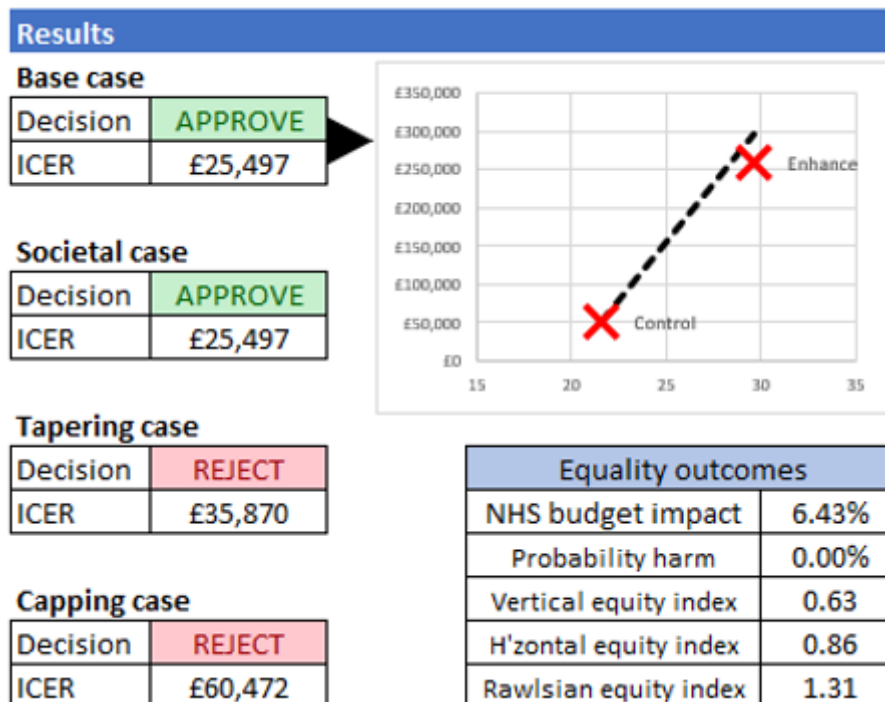 Results
Base case
Decision APPROVE
ICER £25,497
Societal case
Decision APPROVE
ICER £25,497
Tapering case
Decision REJECT
ICER £35,870
Capping case
Decision REJECT
ICER £60,472
£350,000
£300,000
£250,000
£200,000
£150,000
£100,000
£50,000
£0
15 20 25 30 35
Enhance
Control
Equality outcomes
NHS budget impact 6.43%
Probability harm 0.00%
Vertical equity index 0.63
H'zontal equity index 0.86
Rawlsian equity index 1.31